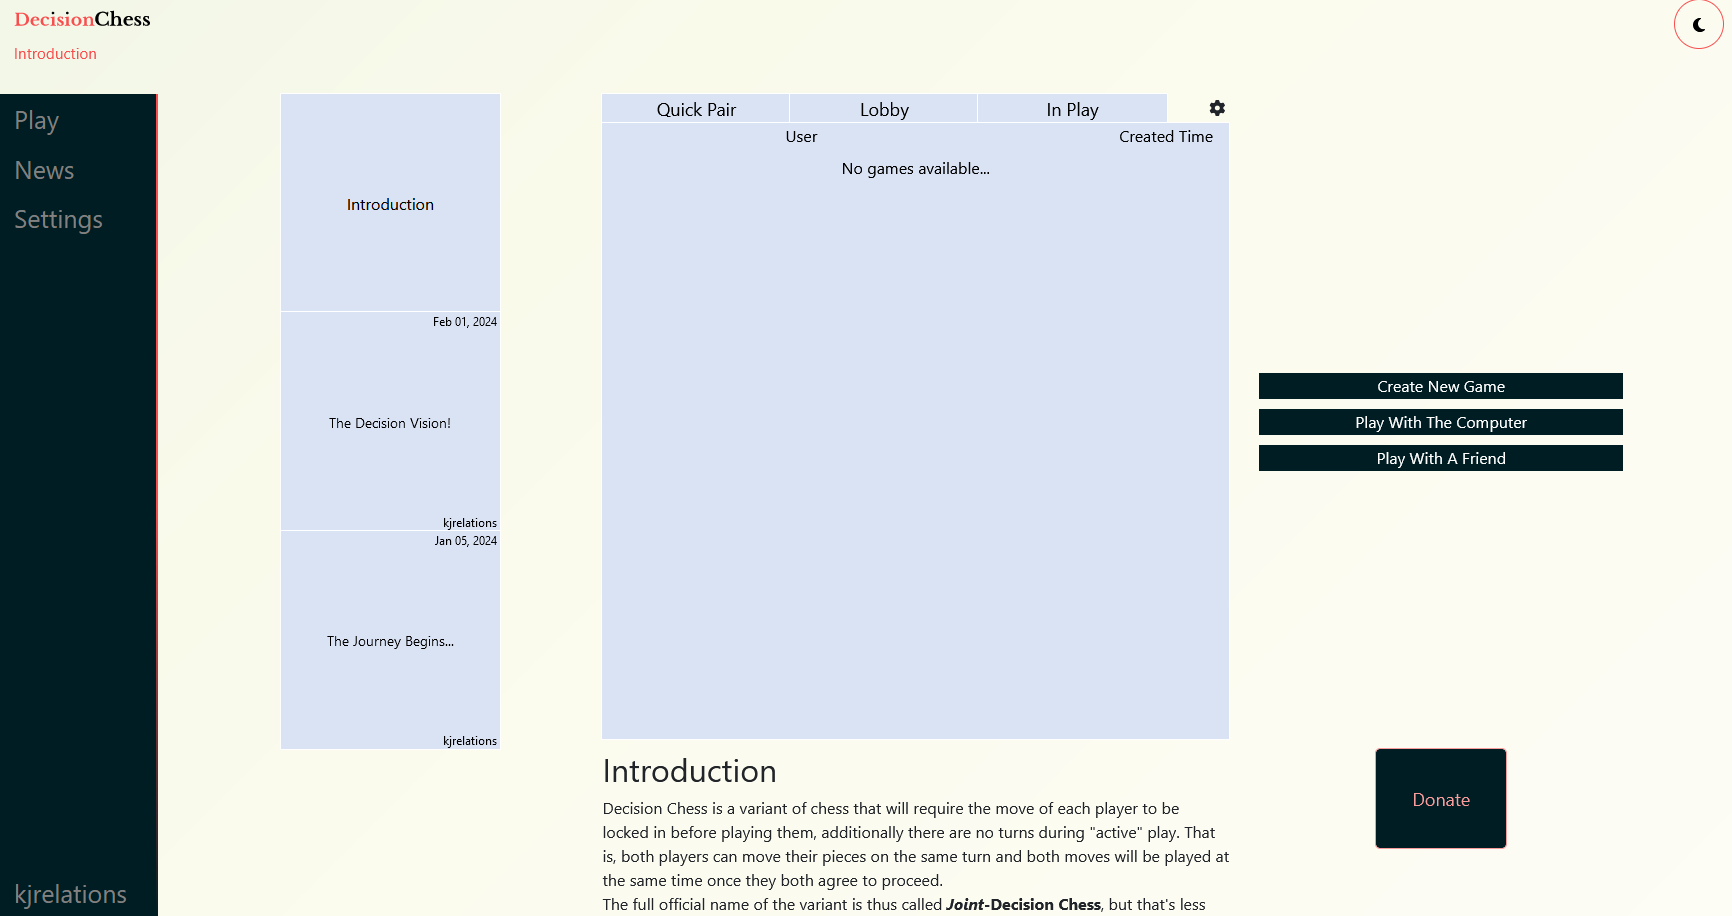 DecisionChess
Introduction
Play
News
Settings
kjrelations
Introduction
Feb 01, 2024
The Decision Vision!
kjrelations
Jan 05, 2024
The Journey Begins...
kjrelations
Quick Pair Lobby In Play
User Created Time
No games available...
Create New Game
Play With The Computer
Play With A Friend
Donate
Introduction
Decision Chess is a variant of chess that will require the move of each player to be
locked in before playing them, additionally there are no turns during "active" play. That
is, both players can move their pieces on the same turn and both moves will be played at
the same time once they both agree to proceed.
The full official name of the variant is thus called Joint-Decision Chess, but that's less